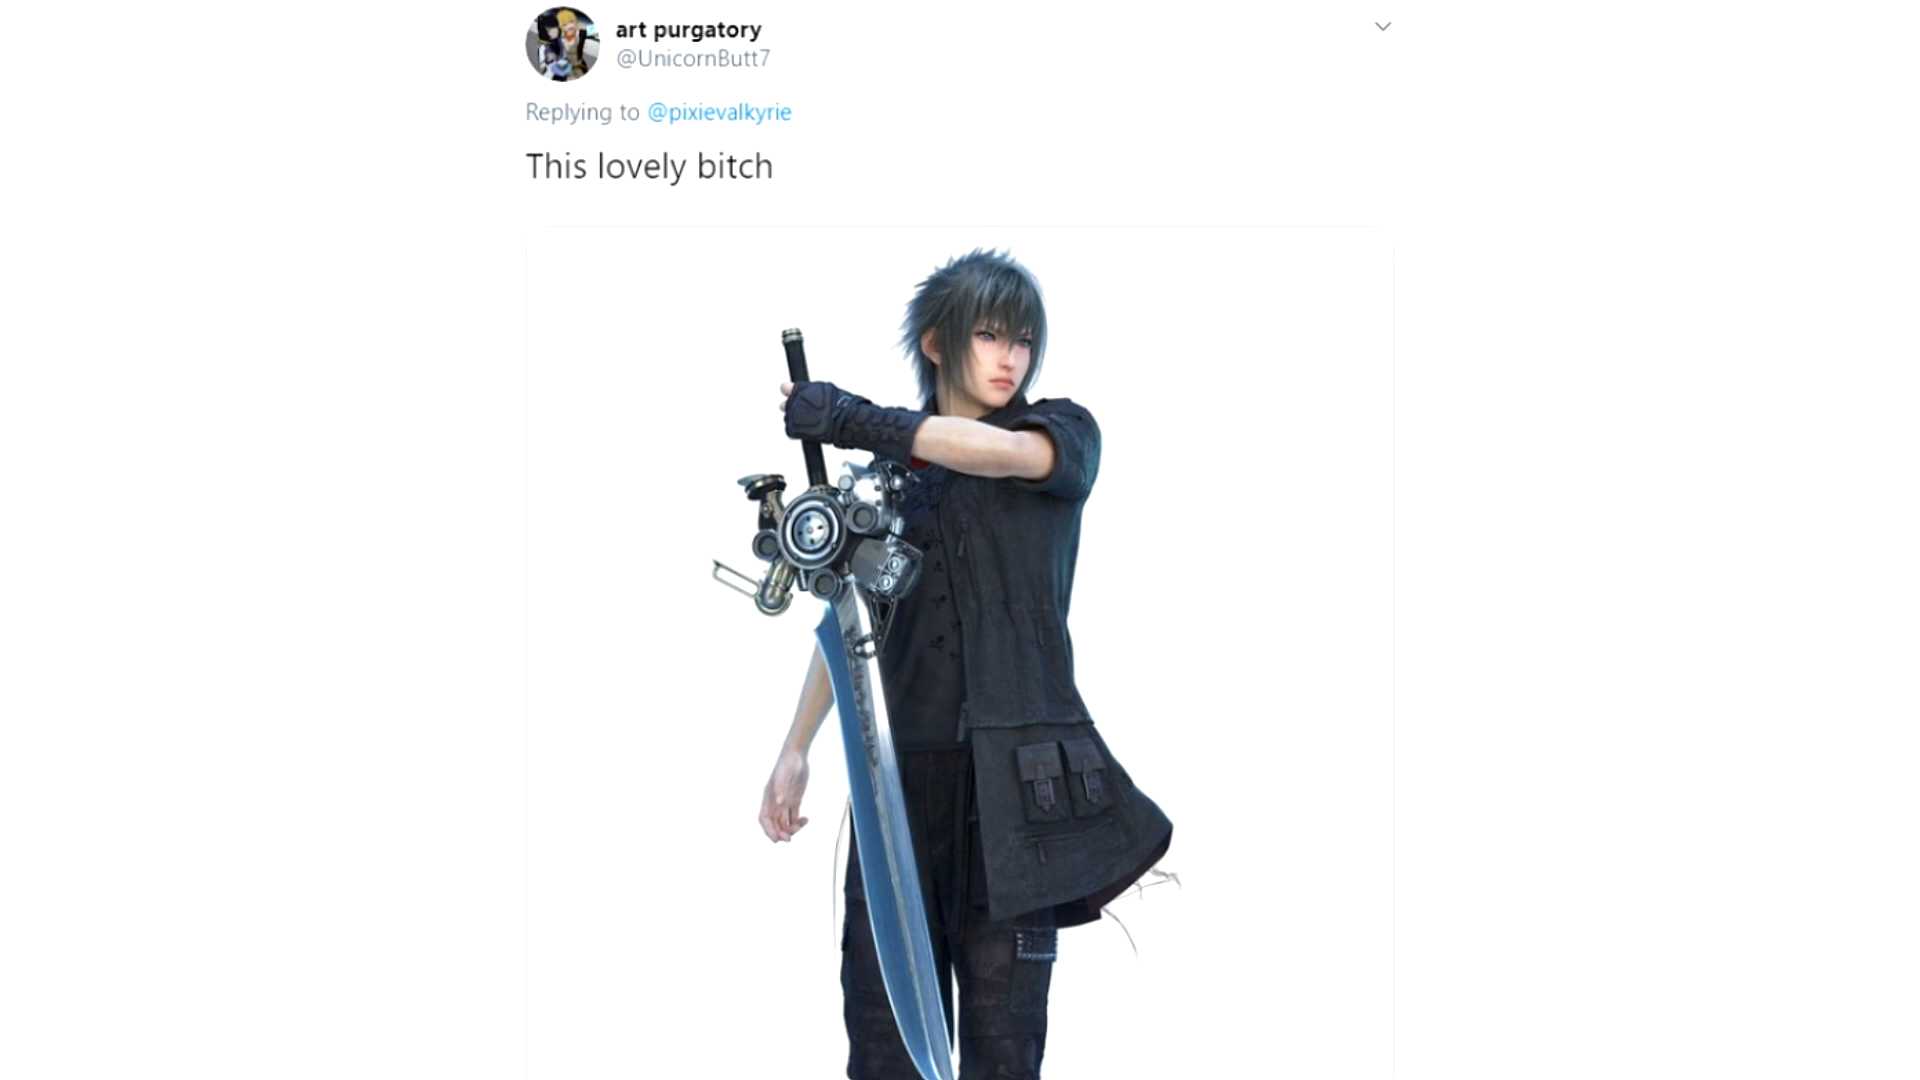 art purgatory
@UnicornButt7
Replying to @pixievalkyrie
This lovely bitch